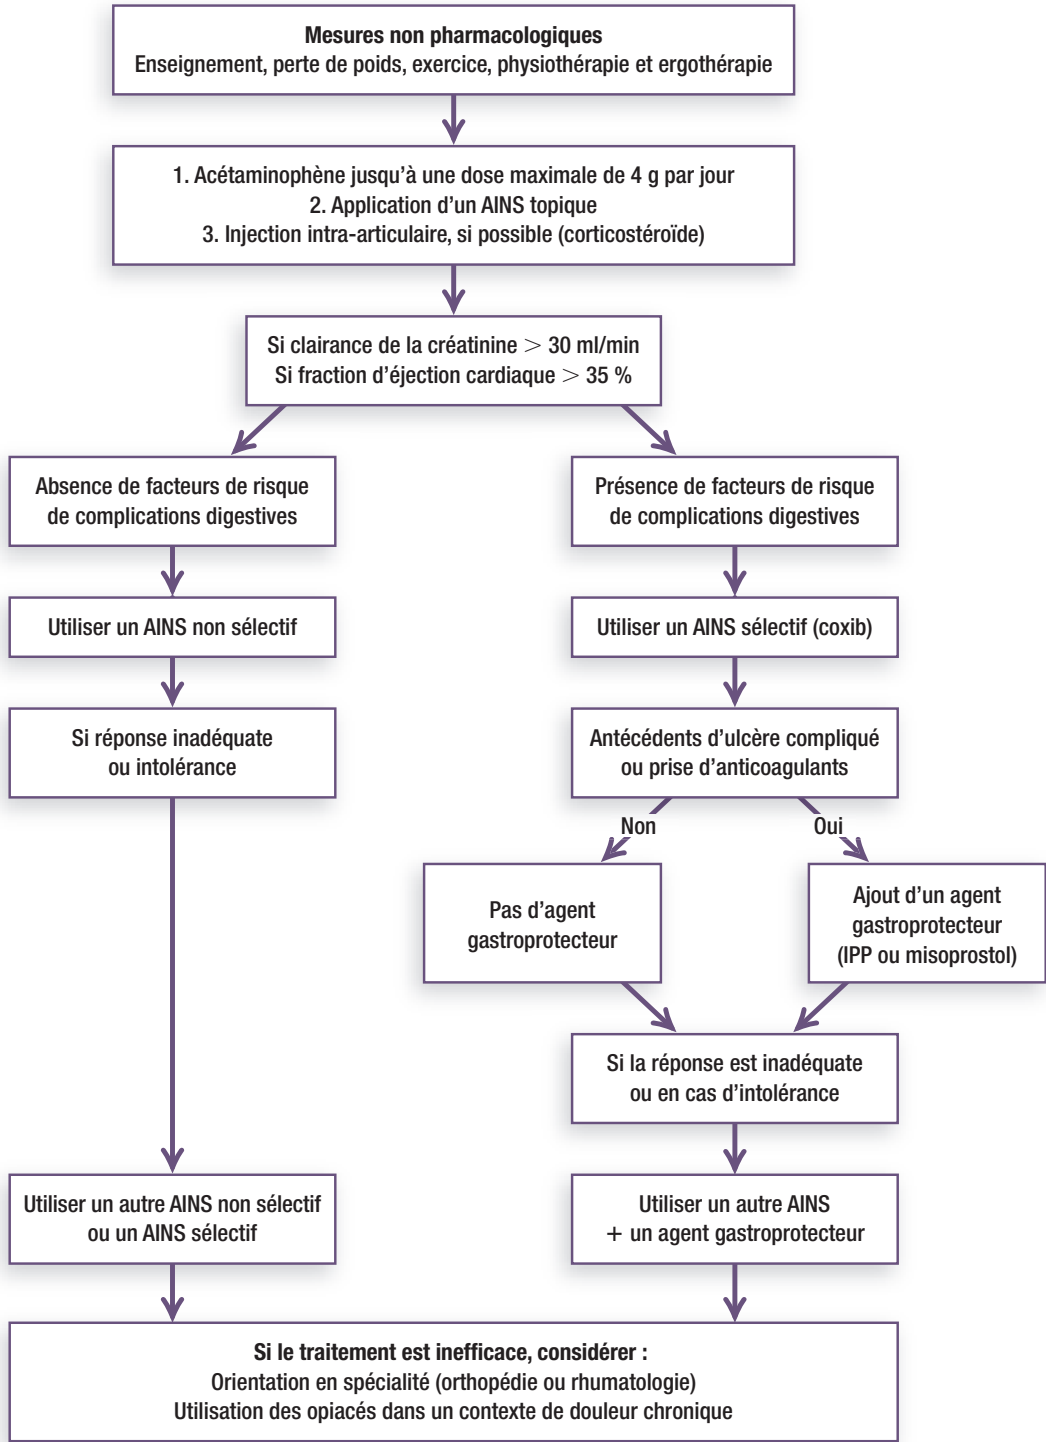 Mesures non pharmacologiques
Enseignement, perte de poids, exercice, physiothérapie et ergothérapie
1. Acétaminophène jusqu'à une dose maximale de 4 g par jour
2. Application d'un AINS topique
3. Injection intra-articulaire, si possible (corticostéroïde)
Si clairance de la créatinine > 30 ml/min
Si fraction d'éjection cardiaque > 35 %
Absence de facteurs de risque
de complications digestives
Présence de facteurs de risque
de complications digestives
Utiliser un AINS non sélectif
Utiliser un AINS sélectif (coxib)
Si réponse inadéquate
ou intolérance
Antécédents d'ulcère compliqué
ou prise d'anticoagulants
Non
Oui
Pas d'agent
gastroprotecteur
Ajout d'un agent
gastroprotecteur
(IPP ou misoprostol)
Si la réponse est inadéquate
ou en cas d'intolérance
Utiliser un autre AINS non sélectif
ou un AINS sélectif
Utiliser un autre AINS
+ un agent gastroprotecteur
Si le traitement est inefficace, considérer :
Orientation en spécialité (orthopédie ou rhumatologie)
Utilisation des opiacés dans un contexte de douleur chronique